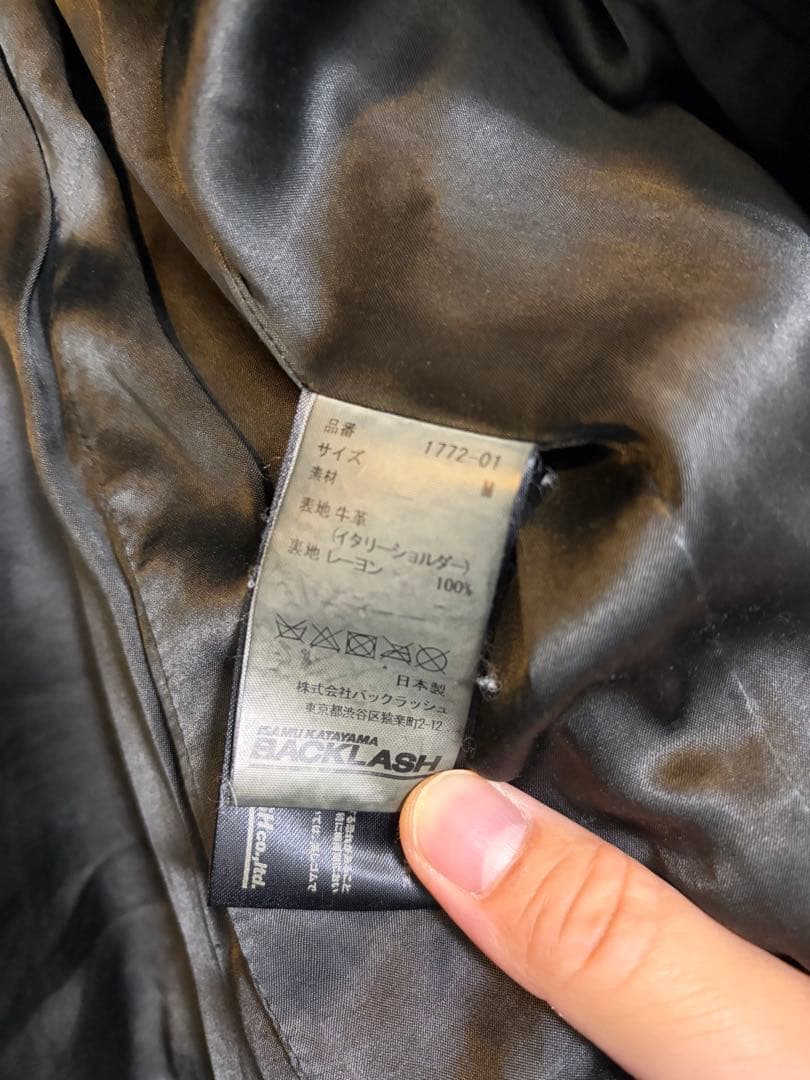 品番 1772-01
サイズ M
素材
表地 牛革
(イタリーショルダー)
裏地 レーヨン 100%
日本製
株式会社バックラッシュ
東京都渋谷区猿楽町2-12
ISAMU KATAYAMA
BACKLASH
co.,ltd.